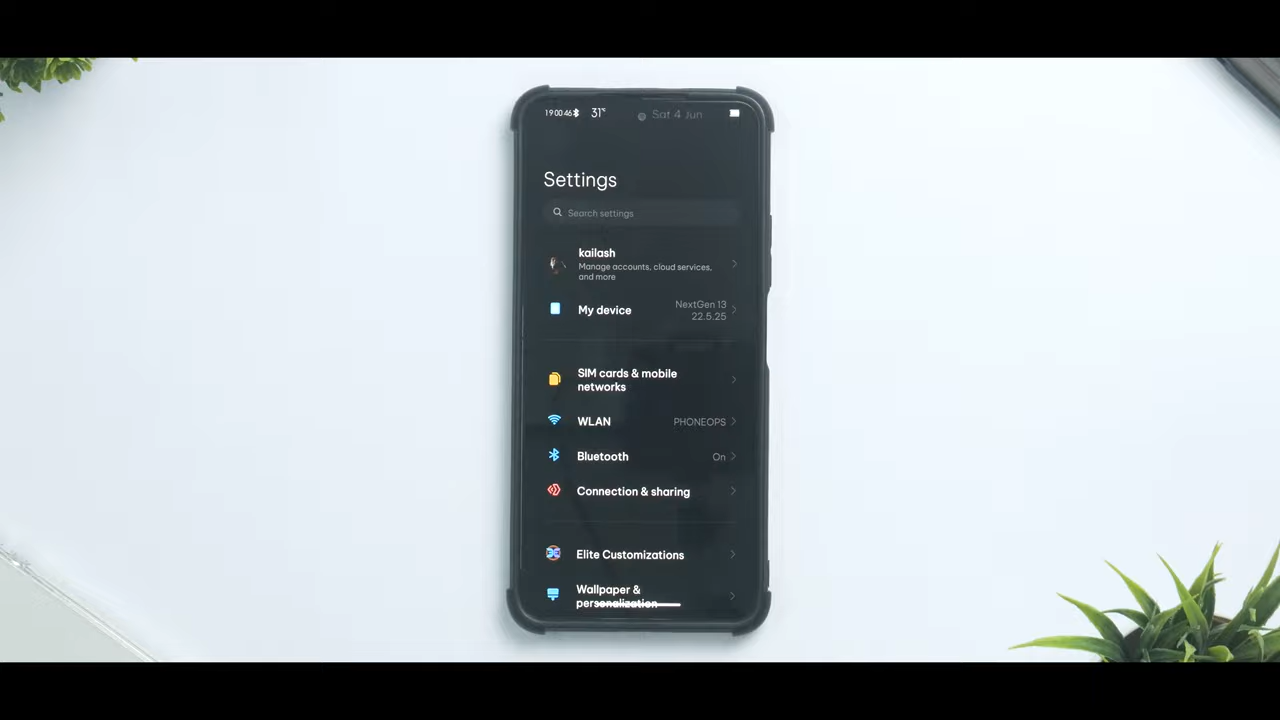 19 00 46 31°C Sat 4 Jun
Settings
Search settings
kailash
Manage accounts, cloud services,
and more
My device
NextGen 13
22.5.25
SIM cards & mobile
networks
WLAN PHONEOPS
Bluetooth On
Connection & sharing
Elite Customizations
Wallpaper &
personalization